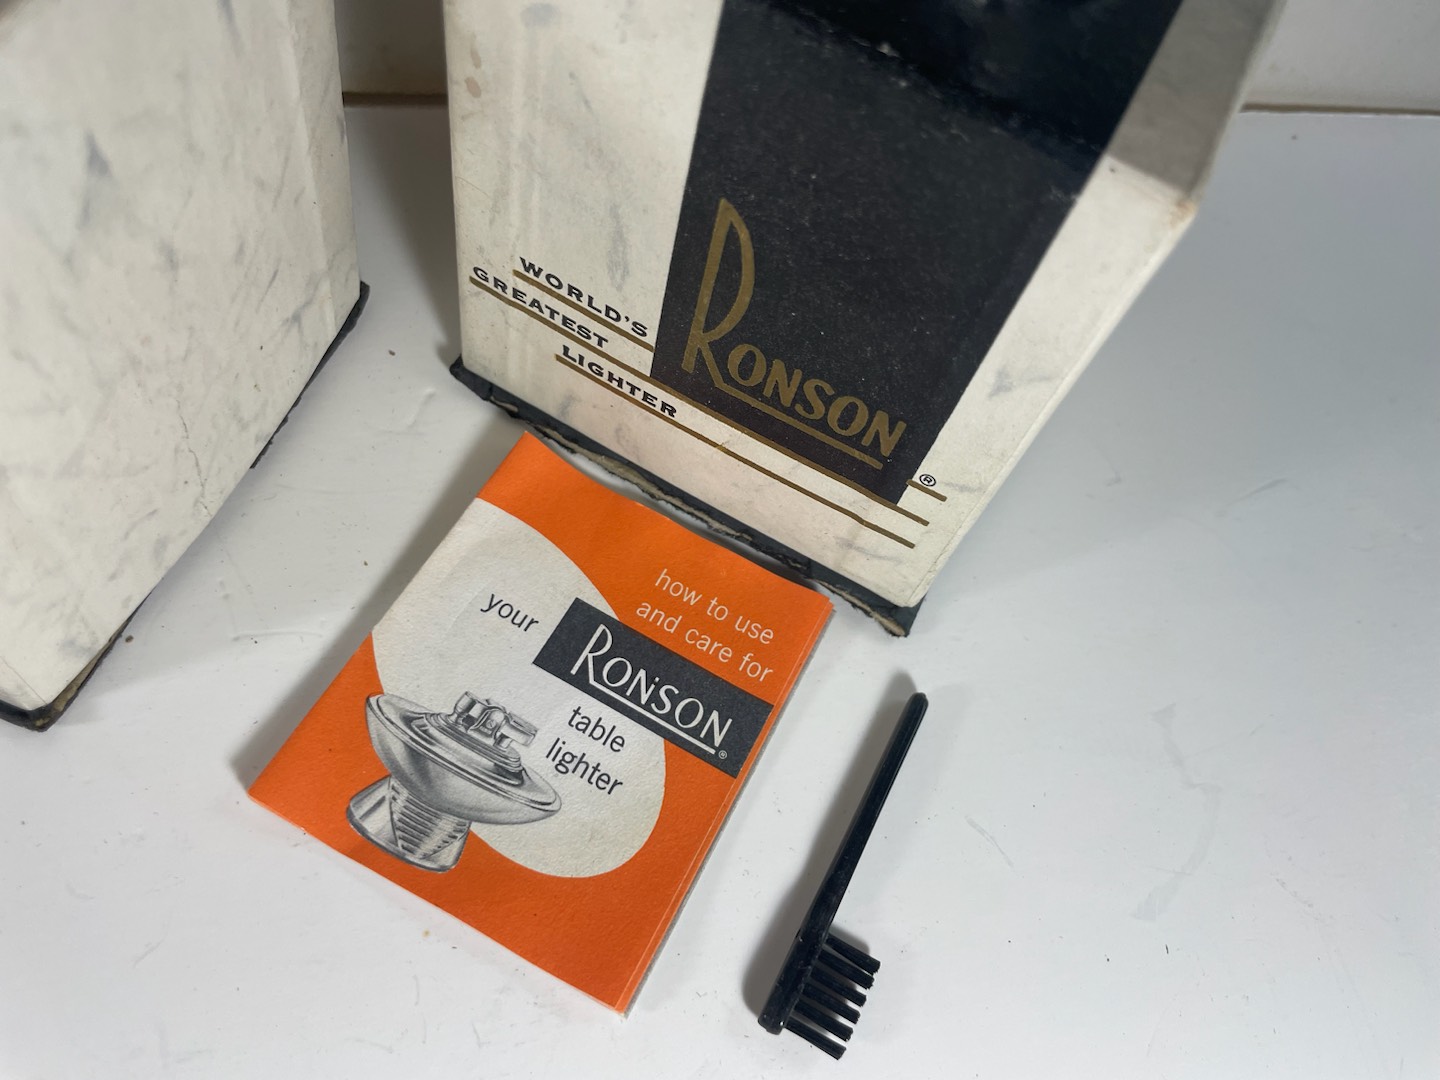 WORLD'S
GREATEST
LIGHTER
RONSON
®
how to use
and care for
your
RONSON
®
table
lighter